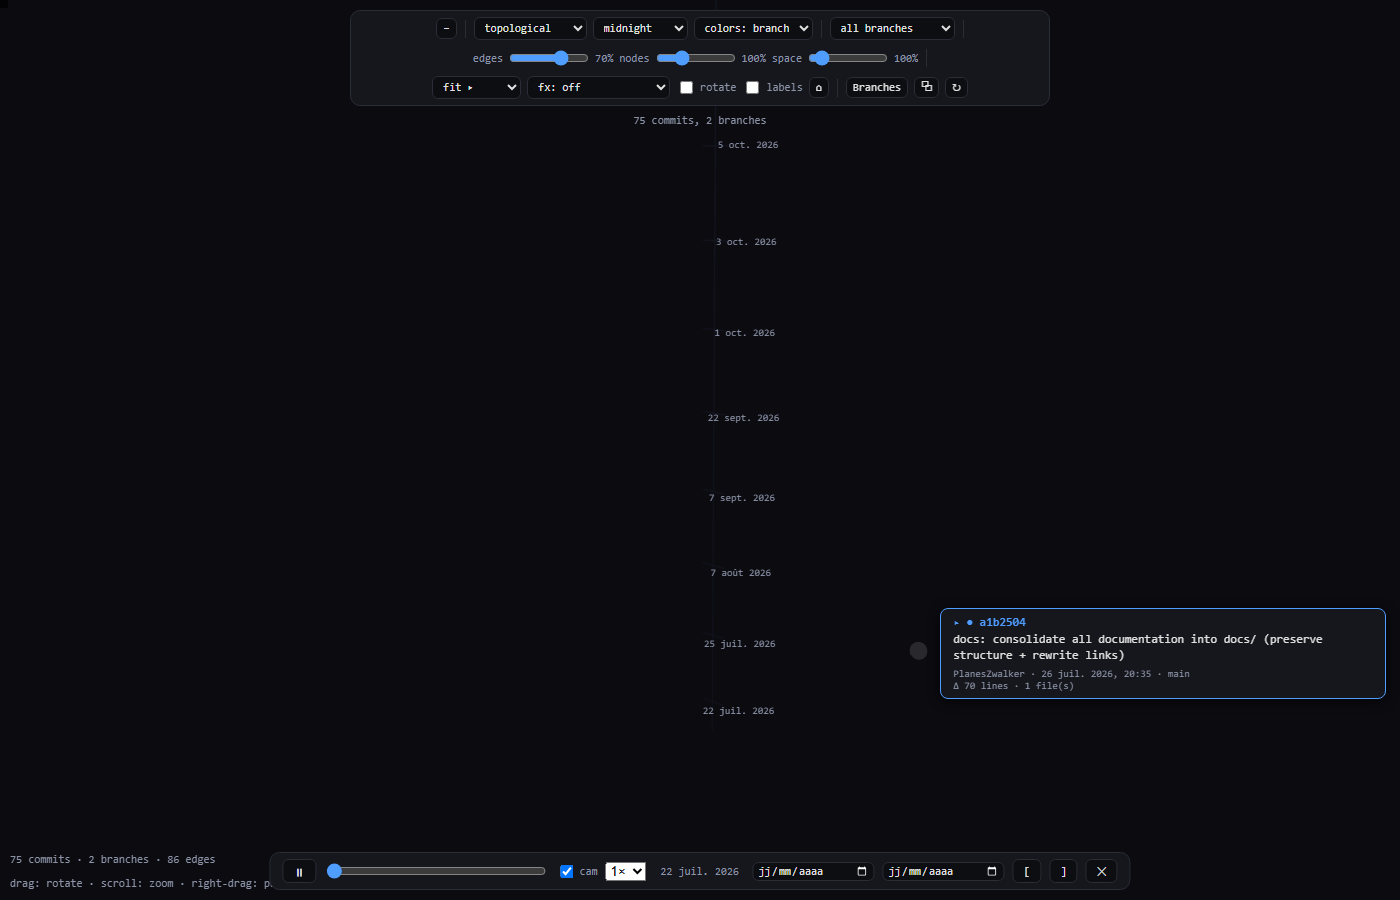 – topological midnight colors: branch all branches
edges 70% nodes 100% space 100%
fit ▸ fx: off rotate labels Branches
75 commits, 2 branches
5 oct. 2026
3 oct. 2026
1 oct. 2026
22 sept. 2026
7 sept. 2026
7 août 2026
25 juil. 2026
22 juil. 2026
▸ ● a1b2504
docs: consolidate all documentation into docs/ (preserve
structure + rewrite links)
PlanesZwalker · 26 juil. 2026, 20:35 · main
Δ 70 lines · 1 file(s)
75 commits · 2 branches · 86 edges
drag: rotate · scroll: zoom · right-drag: p
cam 1× 22 juil. 2026 jj/mm/aaaa jj/mm/aaaa [ ] ×